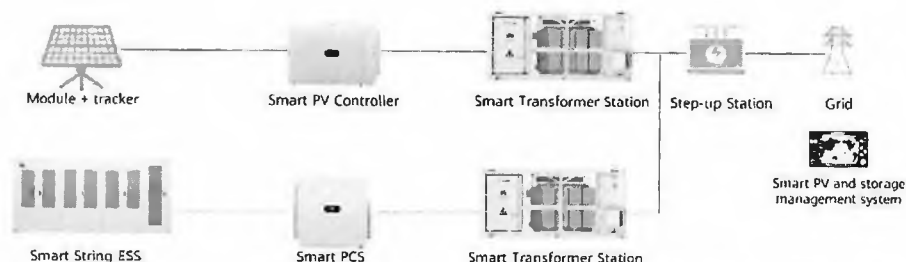 Module + tracker
Smart PV Controller
Smart Transformer Station
Step-up Station
Grid
Smart PV and storage
management system
Smart String ESS
Smart PCS
Smart Transformer Station